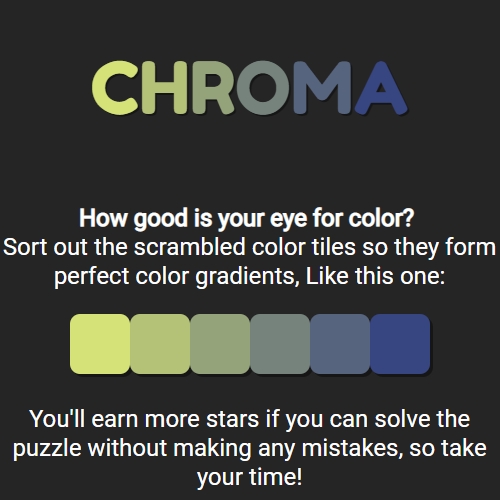 CHROMA
How good is your eye for color?
Sort out the scrambled color tiles so they form
perfect color gradients, Like this one:
You'll earn more stars if you can solve the
puzzle without making any mistakes, so take
your time!